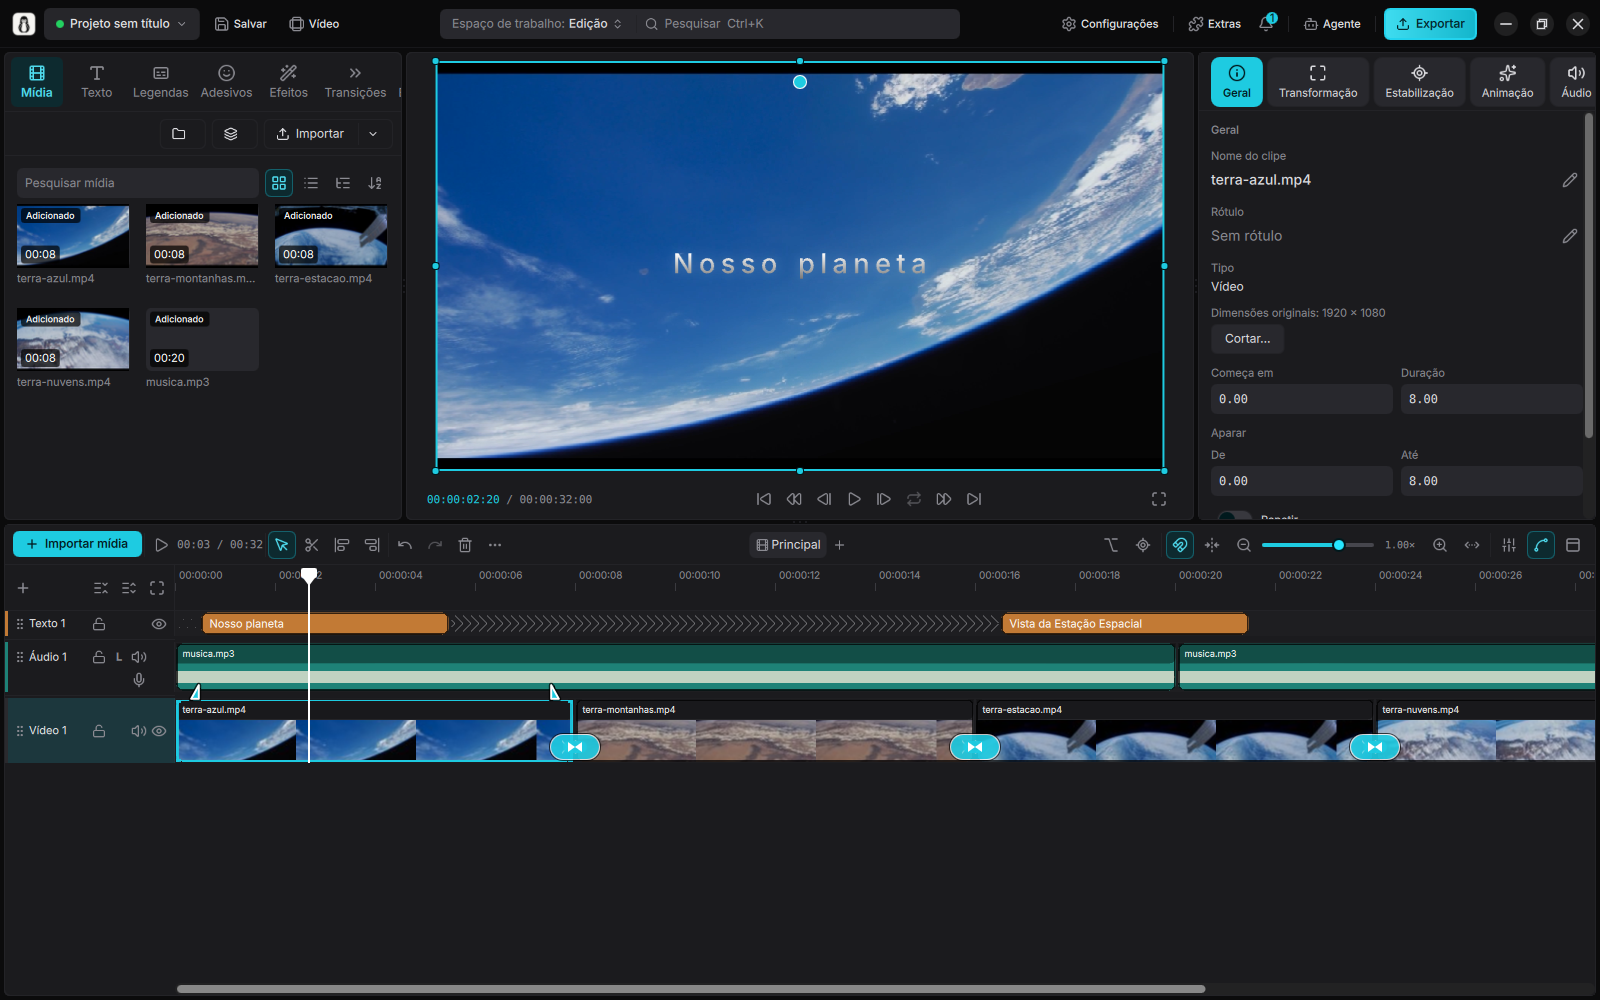 Projeto sem título
Salvar
Vídeo
Espaço de trabalho: Edição
Pesquisar Ctrl+K
Configurações
Extras
1
Agente
Exportar
Mídia
Texto
Legendas
Adesivos
Efeitos
Transições
Importar
Pesquisar mídia
Adicionado
00:08
terra-azul.mp4
Adicionado
00:08
terra-montanhas.m...
Adicionado
00:08
terra-estacao.mp4
Adicionado
00:08
terra-nuvens.mp4
Adicionado
00:20
musica.mp3
Nosso planeta
00:00:02:20 / 00:00:32:00
Geral
Transformação
Estabilização
Animação
Áudio
Geral
Nome do clipe
terra-azul.mp4
Rótulo
Sem rótulo
Tipo
Vídeo
Dimensões originais: 1920 × 1080
Cortar...
Começa em
Duração
0.00
8.00
Aparar
De
Até
0.00
8.00
Importar mídia
00:03 / 00:32
Principal
1.00×
00:00:00
00:00:04
00:00:06
00:00:08
00:00:10
00:00:12
00:00:14
00:00:16
00:00:18
00:00:20
00:00:22
00:00:24
00:00:26
Texto 1
Nosso planeta
Vista da Estação Espacial
Áudio 1
L
musica.mp3
musica.mp3
Vídeo 1
terra-azul.mp4
terra-montanhas.mp4
terra-estacao.mp4
terra-nuvens.mp4